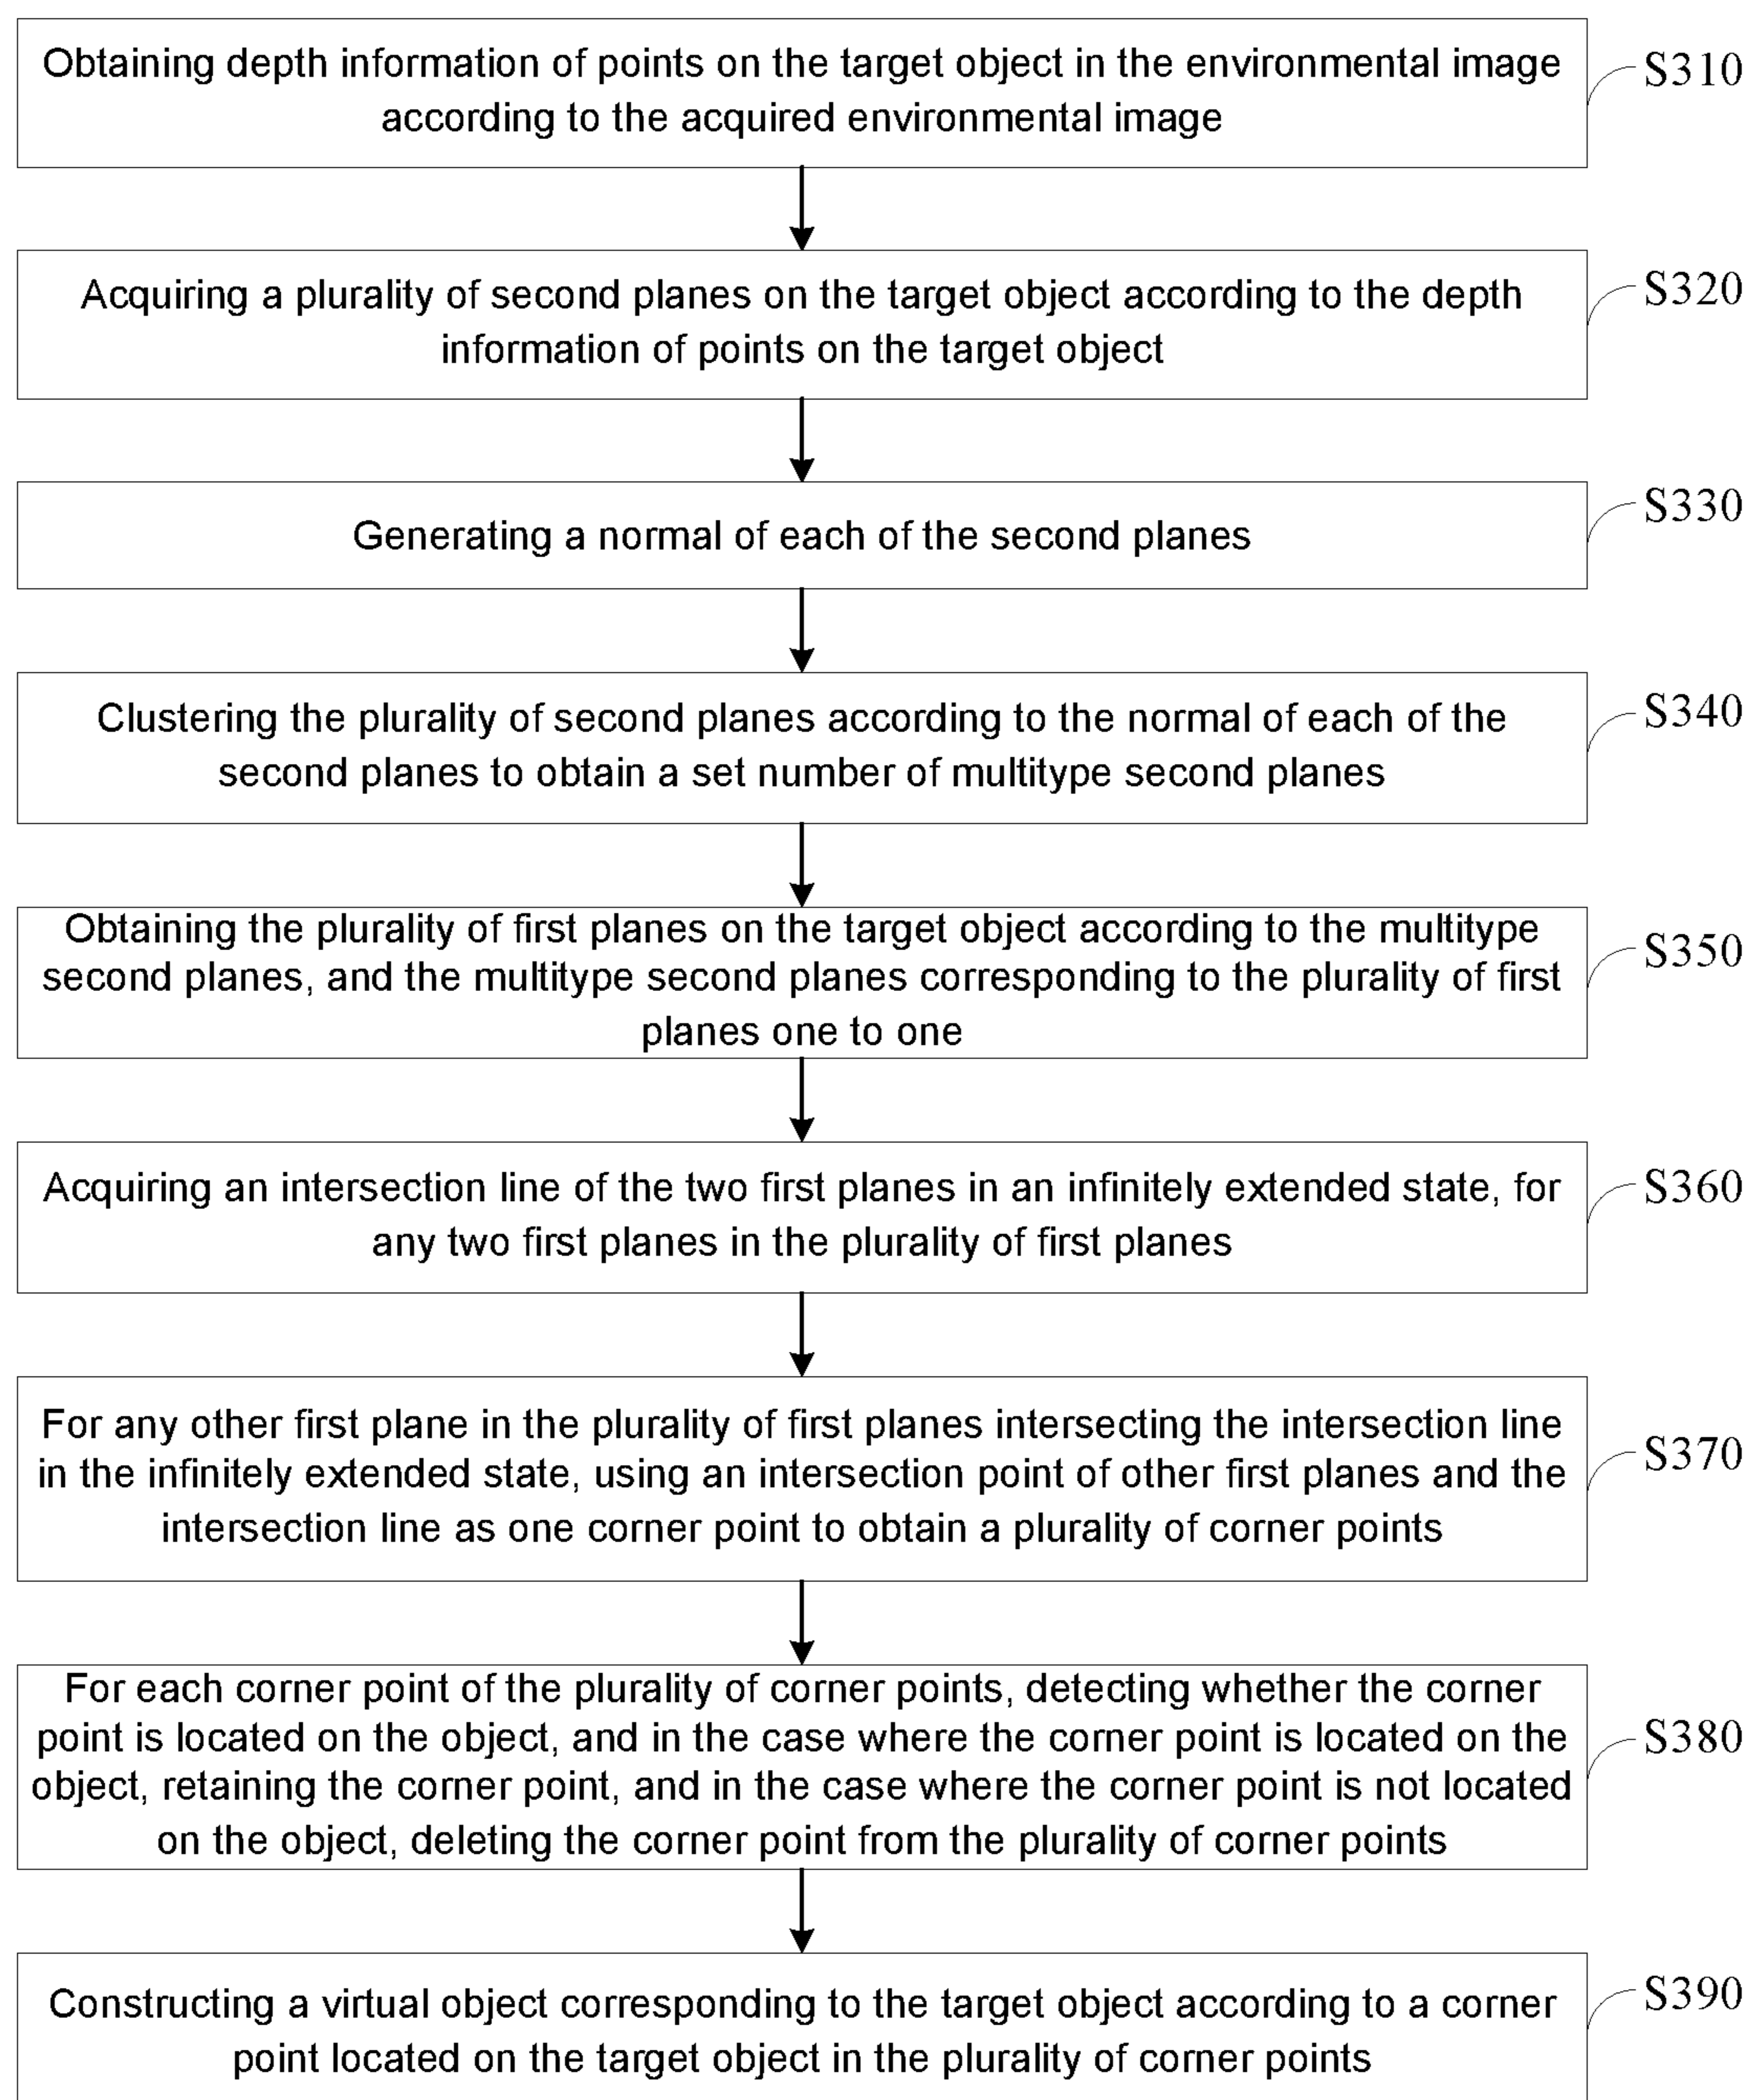 Obtaining depth information of points on the target object in the environmental image
according to the acquired environmental image
S310
Acquiring a plurality of second planes on the target object according to the depth
information of points on the target object
S320
Generating a normal of each of the second planes
S330
Clustering the plurality of second planes according to the normal of each of the
second planes to obtain a set number of multitype second planes
S340
Obtaining the plurality of first planes on the target object according to the multitype
second planes, and the multitype second planes corresponding to the plurality of first
planes one to one
S350
Acquiring an intersection line of the two first planes in an infinitely extended state, for
any two first planes in the plurality of first planes
S360
For any other first plane in the plurality of first planes intersecting the intersection line
in the infinitely extended state, using an intersection point of other first planes and the
intersection line as one corner point to obtain a plurality of corner points
S370
For each corner point of the plurality of corner points, detecting whether the corner
point is located on the object, and in the case where the corner point is located on the
object, retaining the corner point, and in the case where the corner point is not located
on the object, deleting the corner point from the plurality of corner points
S380
Constructing a virtual object corresponding to the target object according to a corner
point located on the target object in the plurality of corner points
S390